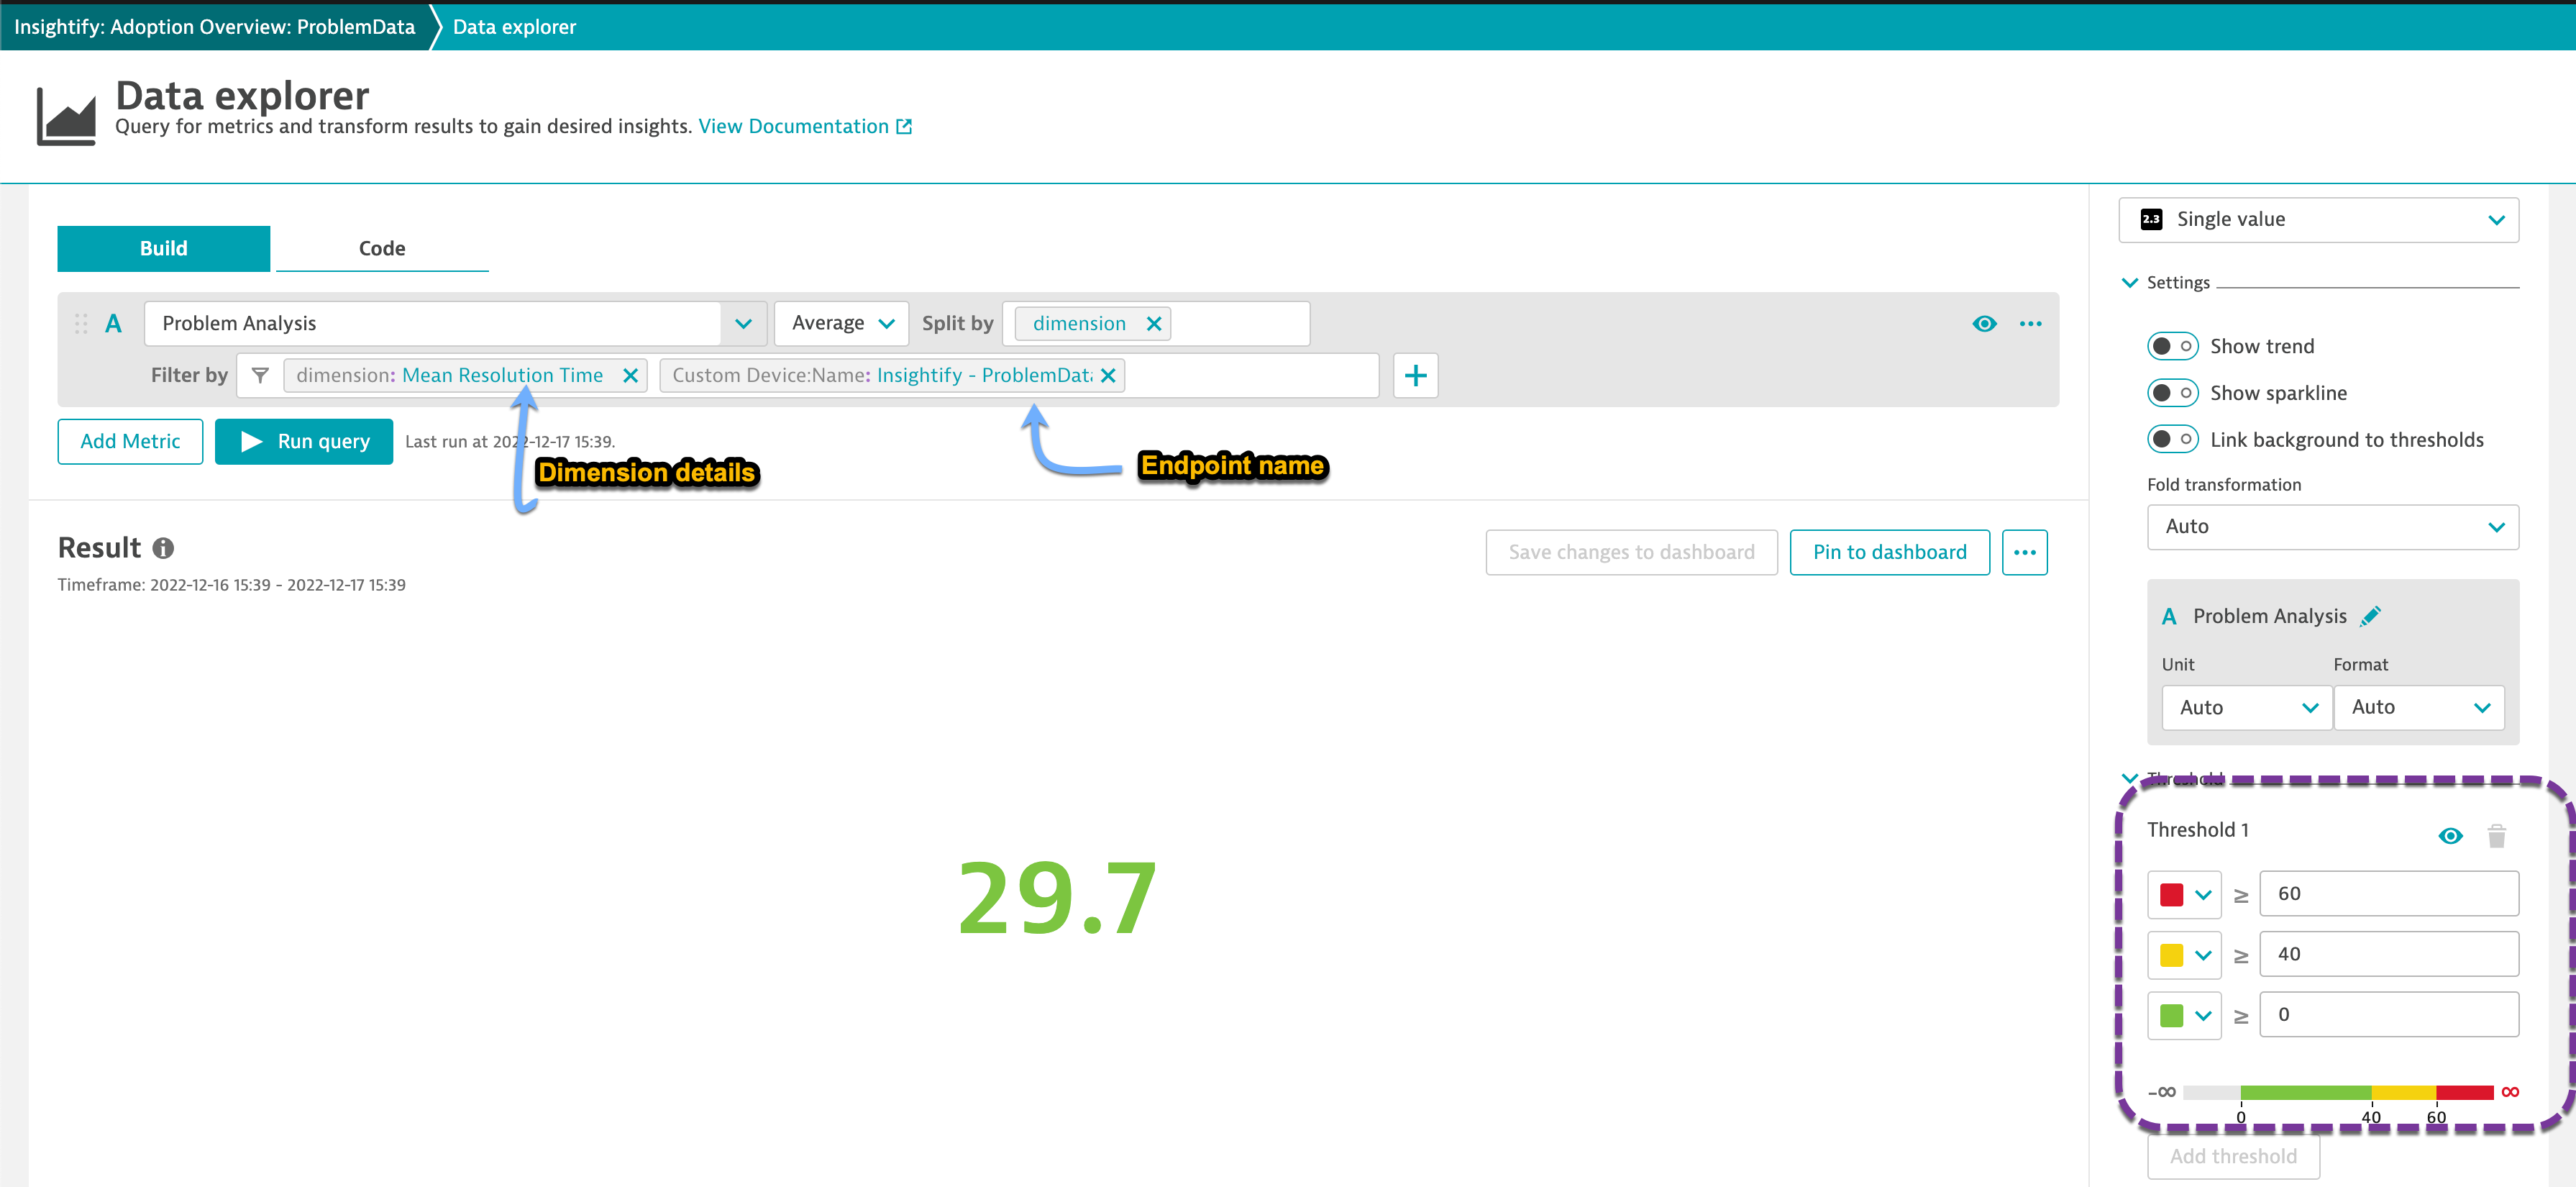 Insightify: Adoption Overview: ProblemData Data explorer
Data explorer
Query for metrics and transform results to gain desired insights. View Documentation
Build Code
A Problem Analysis Average Split by dimension
Filter by dimension: Mean Resolution Time Custom Device:Name: Insightify - ProblemData
Add Metric Run query Last run at 2022-12-17 15:39.
Dimension details Endpoint name
Result
Timeframe: 2022-12-16 15:39 - 2022-12-17 15:39
Save changes to dashboard Pin to dashboard
29.7
2.3 Single value
Settings
Show trend
Show sparkline
Link background to thresholds
Fold transformation
Auto
A Problem Analysis
Unit Format
Auto Auto
Threshold
Threshold 1
≥ 60
≥ 40
≥ 0
-∞ ∞
0 40 60
Add threshold